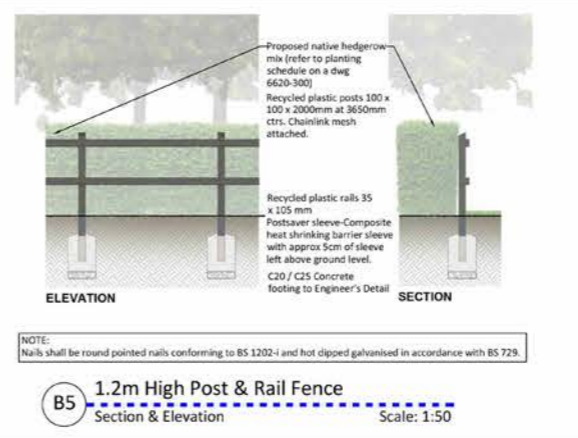 Proposed native hedgerow
mix (refer to planting
schedule on a dwg
6620-300)
Recycled plastic posts 100 x
100 x 2000mm at 3650mm
ctrs. Chainlink mesh
attached.
Recycled plastic rails 35
x 105 mm
Postsaver sleeve-Composite
heat shrinking barrier sleeve
with approx 5cm of sleeve
left above ground level.
C20 / C25 Concrete
footing to Engineer's Detail
ELEVATION
SECTION
NOTE:
Nails shall be round pointed nails conforming to BS 1202-i and hot dipped galvanised in accordance with BS 729.
B5
1.2m High Post & Rail Fence
Section & Elevation
Scale: 1:50